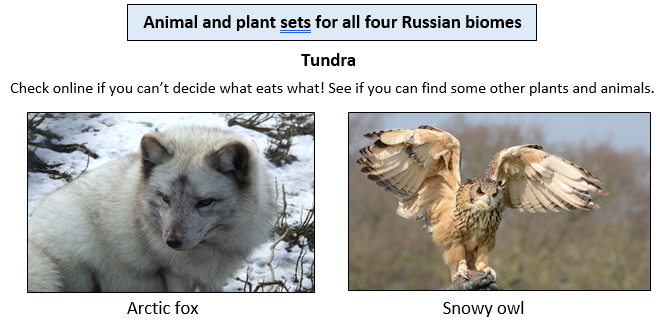 Animal and plant sets for all four Russian biomes
Tundra
Check online if you can’t decide what eats what! See if you can find some other plants and animals.
Arctic fox
Snowy owl